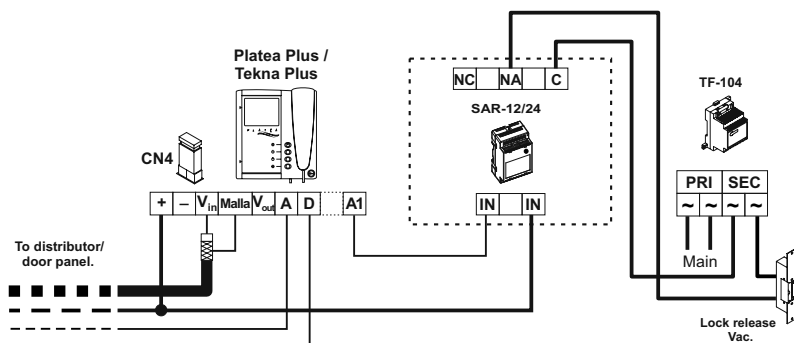 Platea Plus /
Tekna Plus
NC NA C
SAR-12/24
TF-104
PLATEA
CN4
PRI SEC
~ ~ ~ ~
+ – Vin Malla Vout A D A1
IN IN
To distributor/
door panel.
Main
Lock release
Vac.